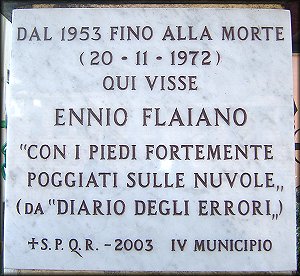 DAL 1953 FINO ALLA MORTE
(20-11-1972)
QUI VISSE
ENNIO FLAIANO
"CON I PIEDI FORTEMENTE
POGGIATI SULLE NUVOLE„
(DA "DIARIO DEGLI ERRORI„)
+S.P.Q.R.-2003 IV MUNICIPIO